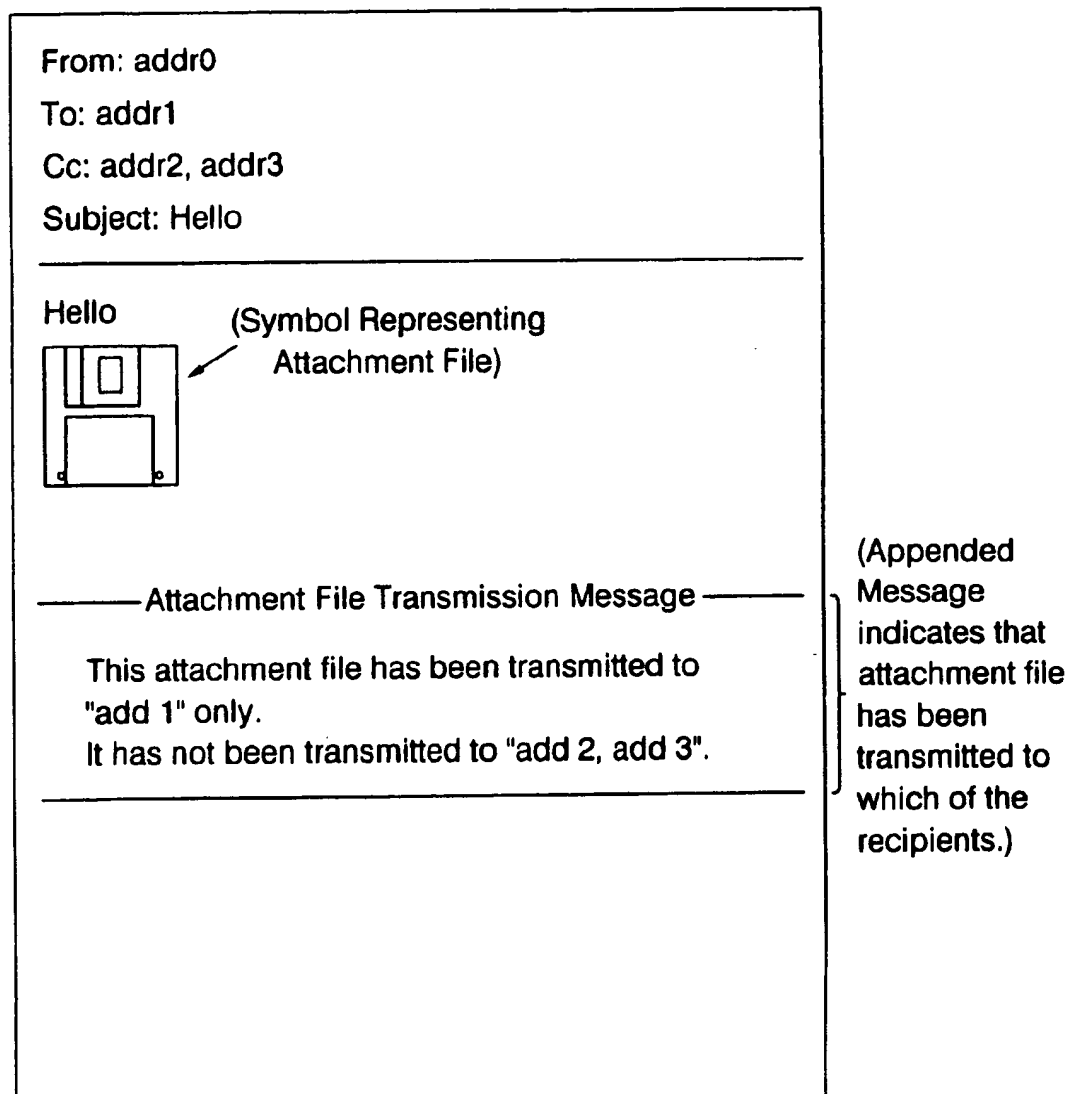 From: addr0
To: addr1
Cc: addr2, addr3
Subject: Hello
Hello
(Symbol Representing
Attachment File)
Attachment File Transmission Message
This attachment file has been transmitted to
"add 1" only.
It has not been transmitted to "add 2, add 3".
(Appended
Message
indicates that
attachment file
has been
transmitted to
which of the
recipients.)